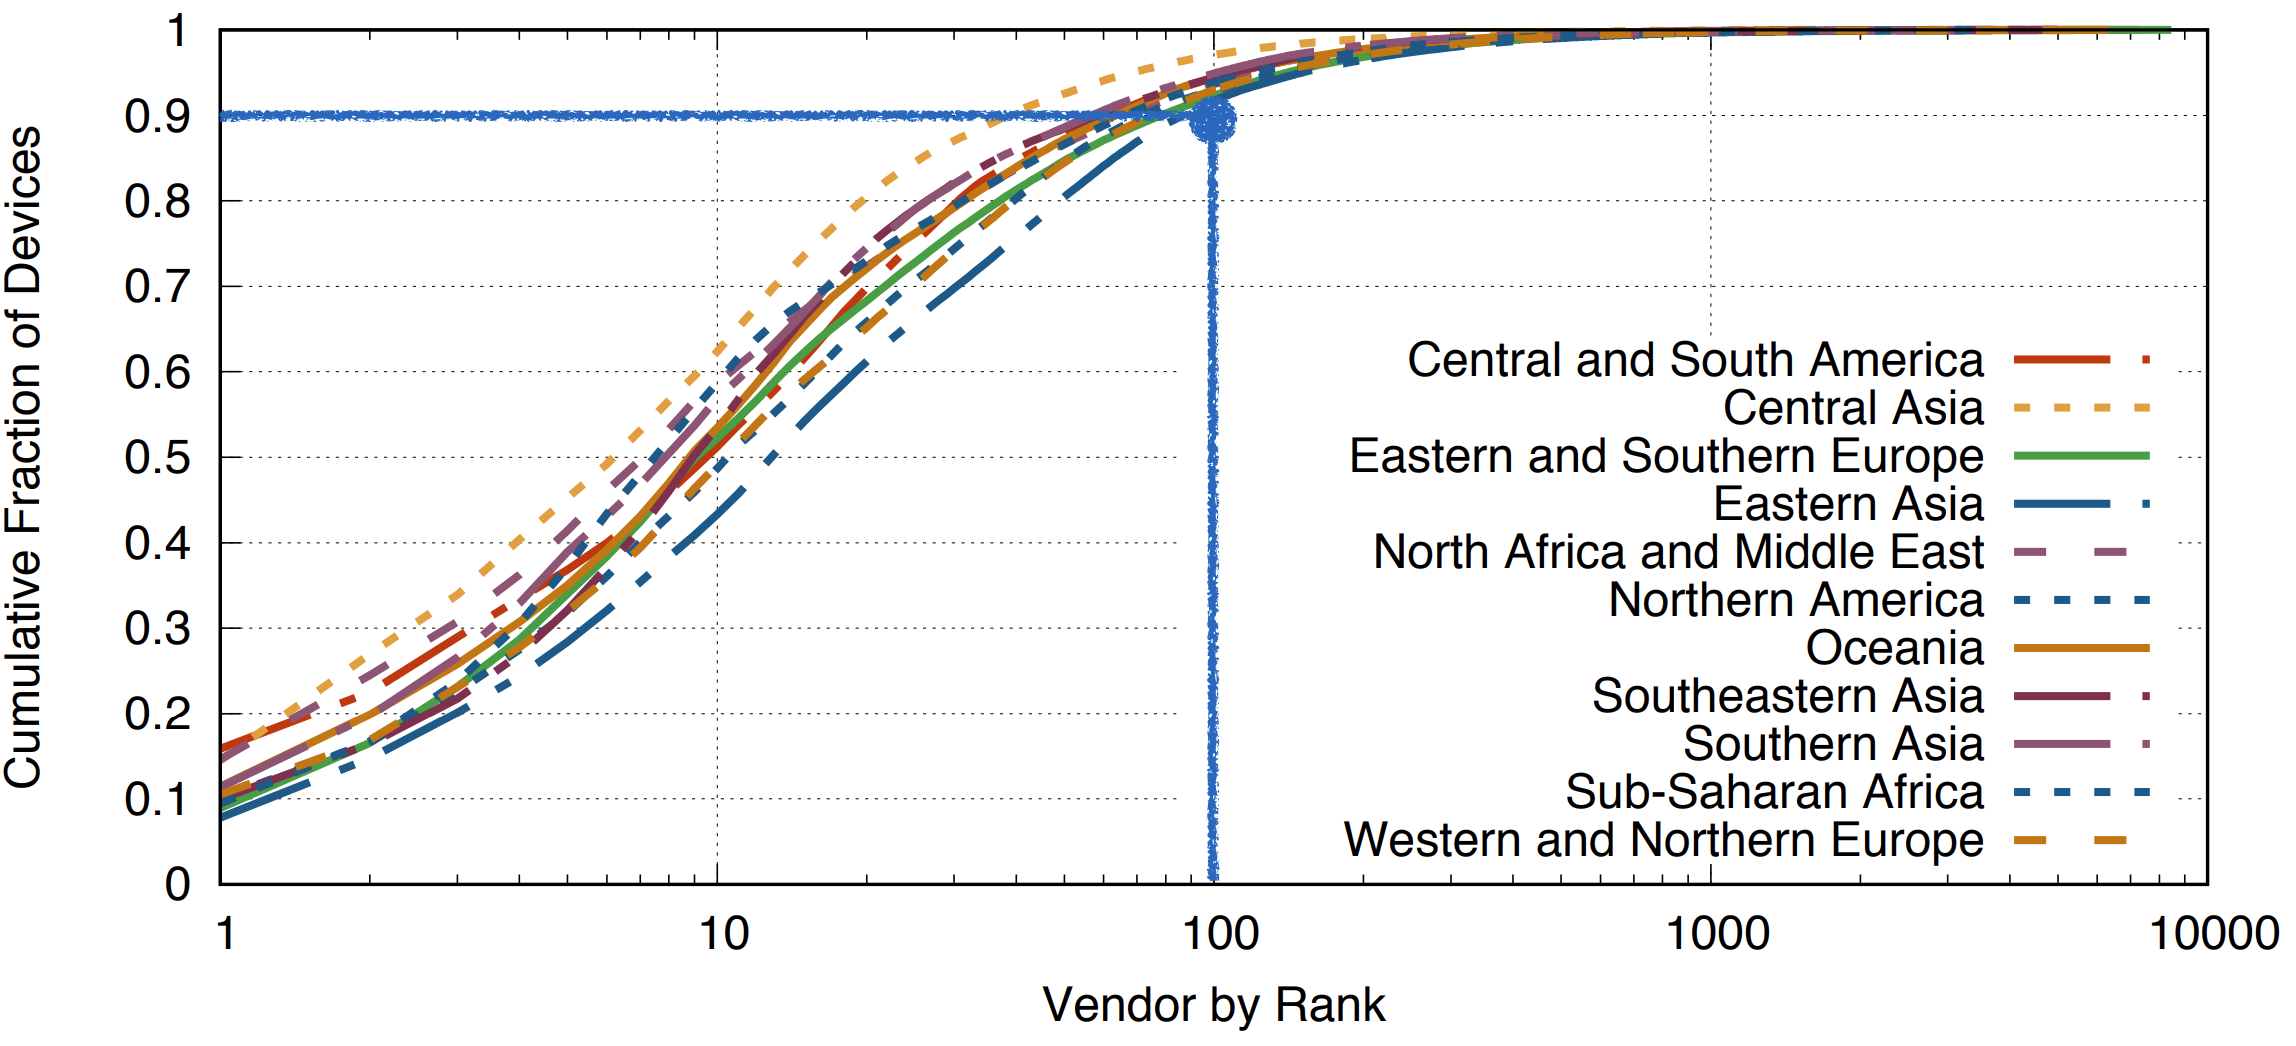 1
0.9
0.8
0.7
0.6
0.5
0.4
0.3
0.2
0.1
0
Cumulative Fraction of Devices
Central and South America
Central Asia
Eastern and Southern Europe
Eastern Asia
North Africa and Middle East
Northern America
Oceania
Southeastern Asia
Southern Asia
Sub-Saharan Africa
Western and Northern Europe
1 10 100 1000 10000
Vendor by Rank